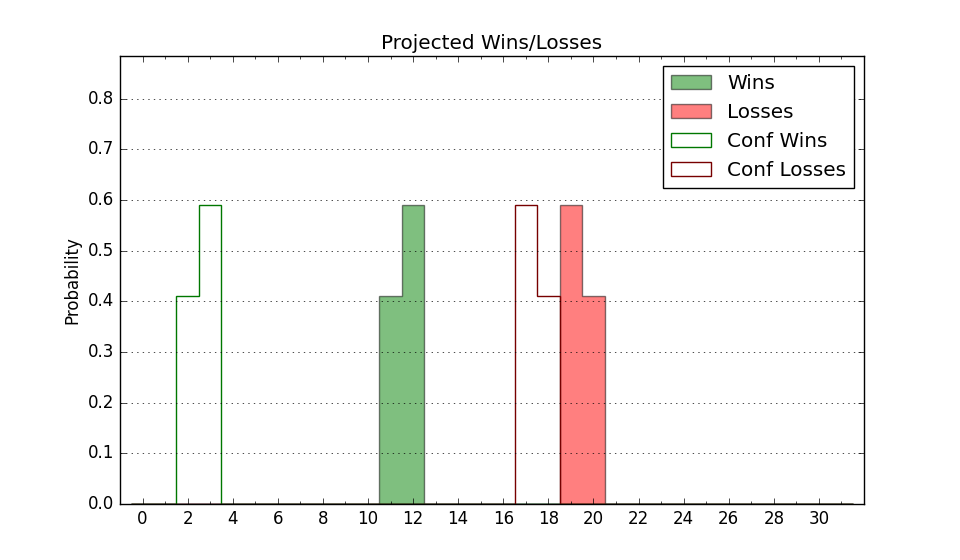 Projected Wins/Losses
Wins
Losses
Conf Wins
Conf Losses
Probability
0.8
0.7
0.6
0.5
0.4
0.3
0.2
0.1
0.0
0 2 4 6 8 10 12 14 16 18 20 22 24 26 28 30